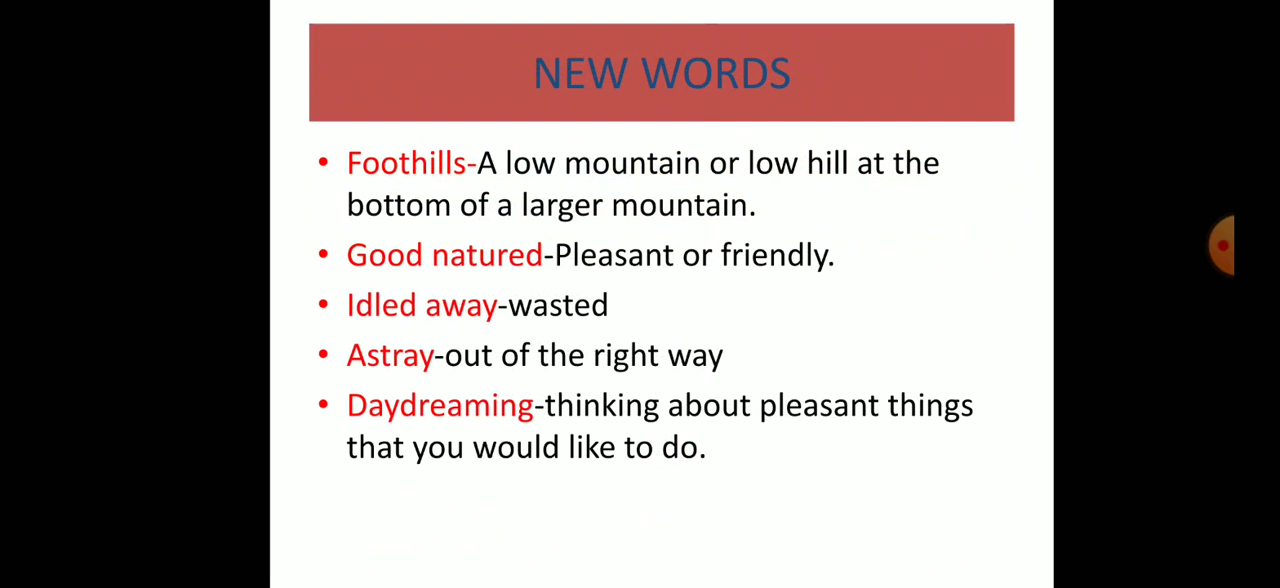 NEW WORDS
• Foothills-A low mountain or low hill at the
bottom of a larger mountain.
• Good natured-Pleasant or friendly.
• Idled away-wasted
• Astray-out of the right way
• Daydreaming-thinking about pleasant things
that you would like to do.